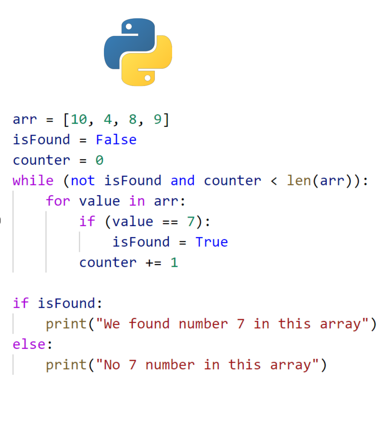 arr = [10, 4, 8, 9]
isFound = False
counter = 0
while (not isFound and counter < len(arr)):
    for value in arr:
        if (value == 7):
            isFound = True
        counter += 1

if isFound:
    print("We found number 7 in this array")
else:
    print("No 7 number in this array")